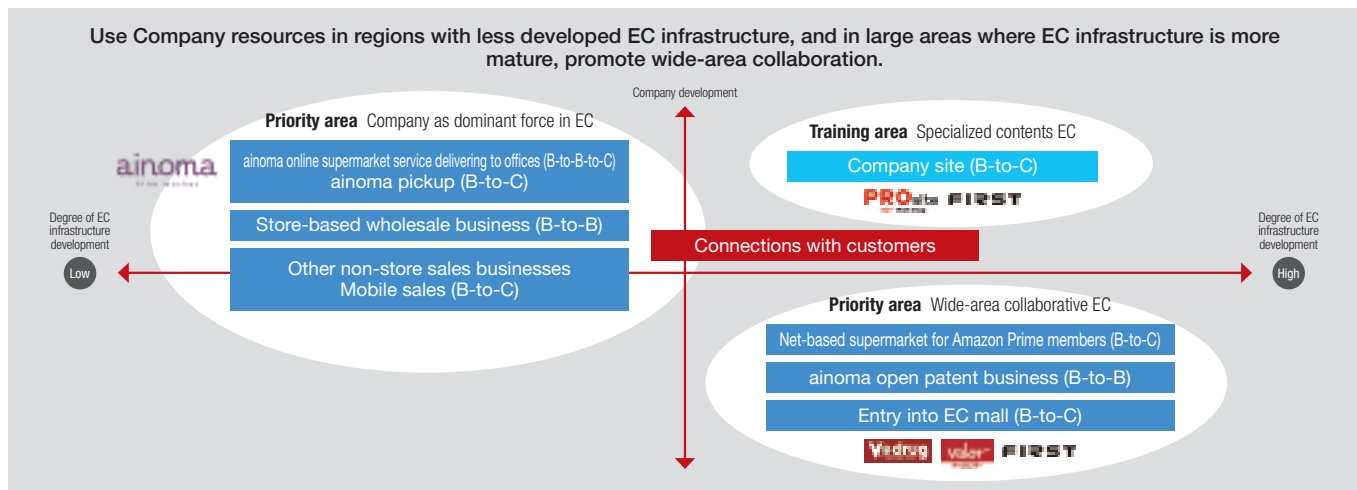 Use Company resources in regions with less developed EC infrastructure, and in large areas where EC infrastructure is more
mature, promote wide-area collaboration.
Company development
Priority area Company as dominant force in EC
ainoma
ainoma online supermarket service delivering to offices (B-to-B-to-C)
ainoma pickup (B-to-C)
Store-based wholesale business (B-to-B)
Other non-store sales businesses
Mobile sales (B-to-C)
Degree of EC
infrastructure
development
Low
Training area Specialized contents EC
Company site (B-to-C)
PROsite FIRST
Connections with customers
Degree of EC
infrastructure
development
High
Priority area Wide-area collaborative EC
Net-based supermarket for Amazon Prime members (B-to-C)
ainoma open patent business (B-to-B)
Entry into EC mall (B-to-C)
V·drug valor FIRST